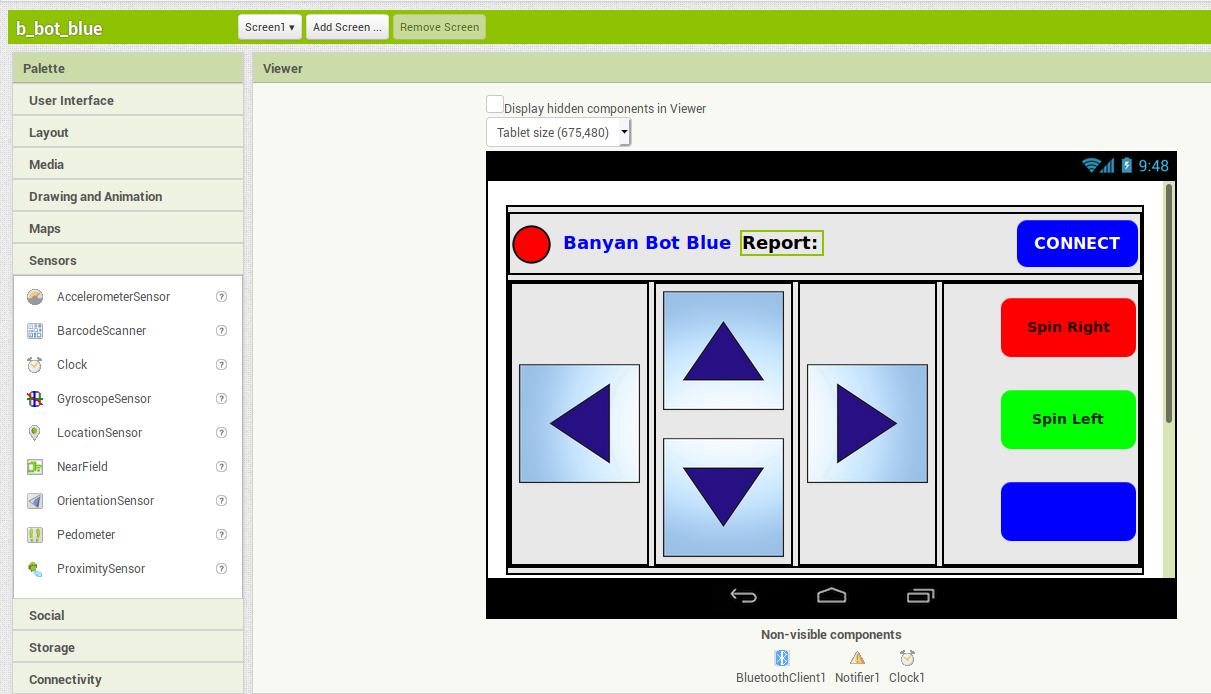 b_bot_blue
Screen1 ▾ Add Screen ... Remove Screen
Palette
User Interface
Layout
Media
Drawing and Animation
Maps
Sensors
AccelerometerSensor ?
BarcodeScanner ?
Clock ?
GyroscopeSensor ?
LocationSensor ?
NearField ?
OrientationSensor ?
Pedometer ?
ProximitySensor ?
Social
Storage
Connectivity
Viewer
Display hidden components in Viewer
Tablet size (675,480)
9:48
Banyan Bot Blue Report: CONNECT
Spin Right
Spin Left
Non-visible components
BluetoothClient1 Notifier1 Clock1